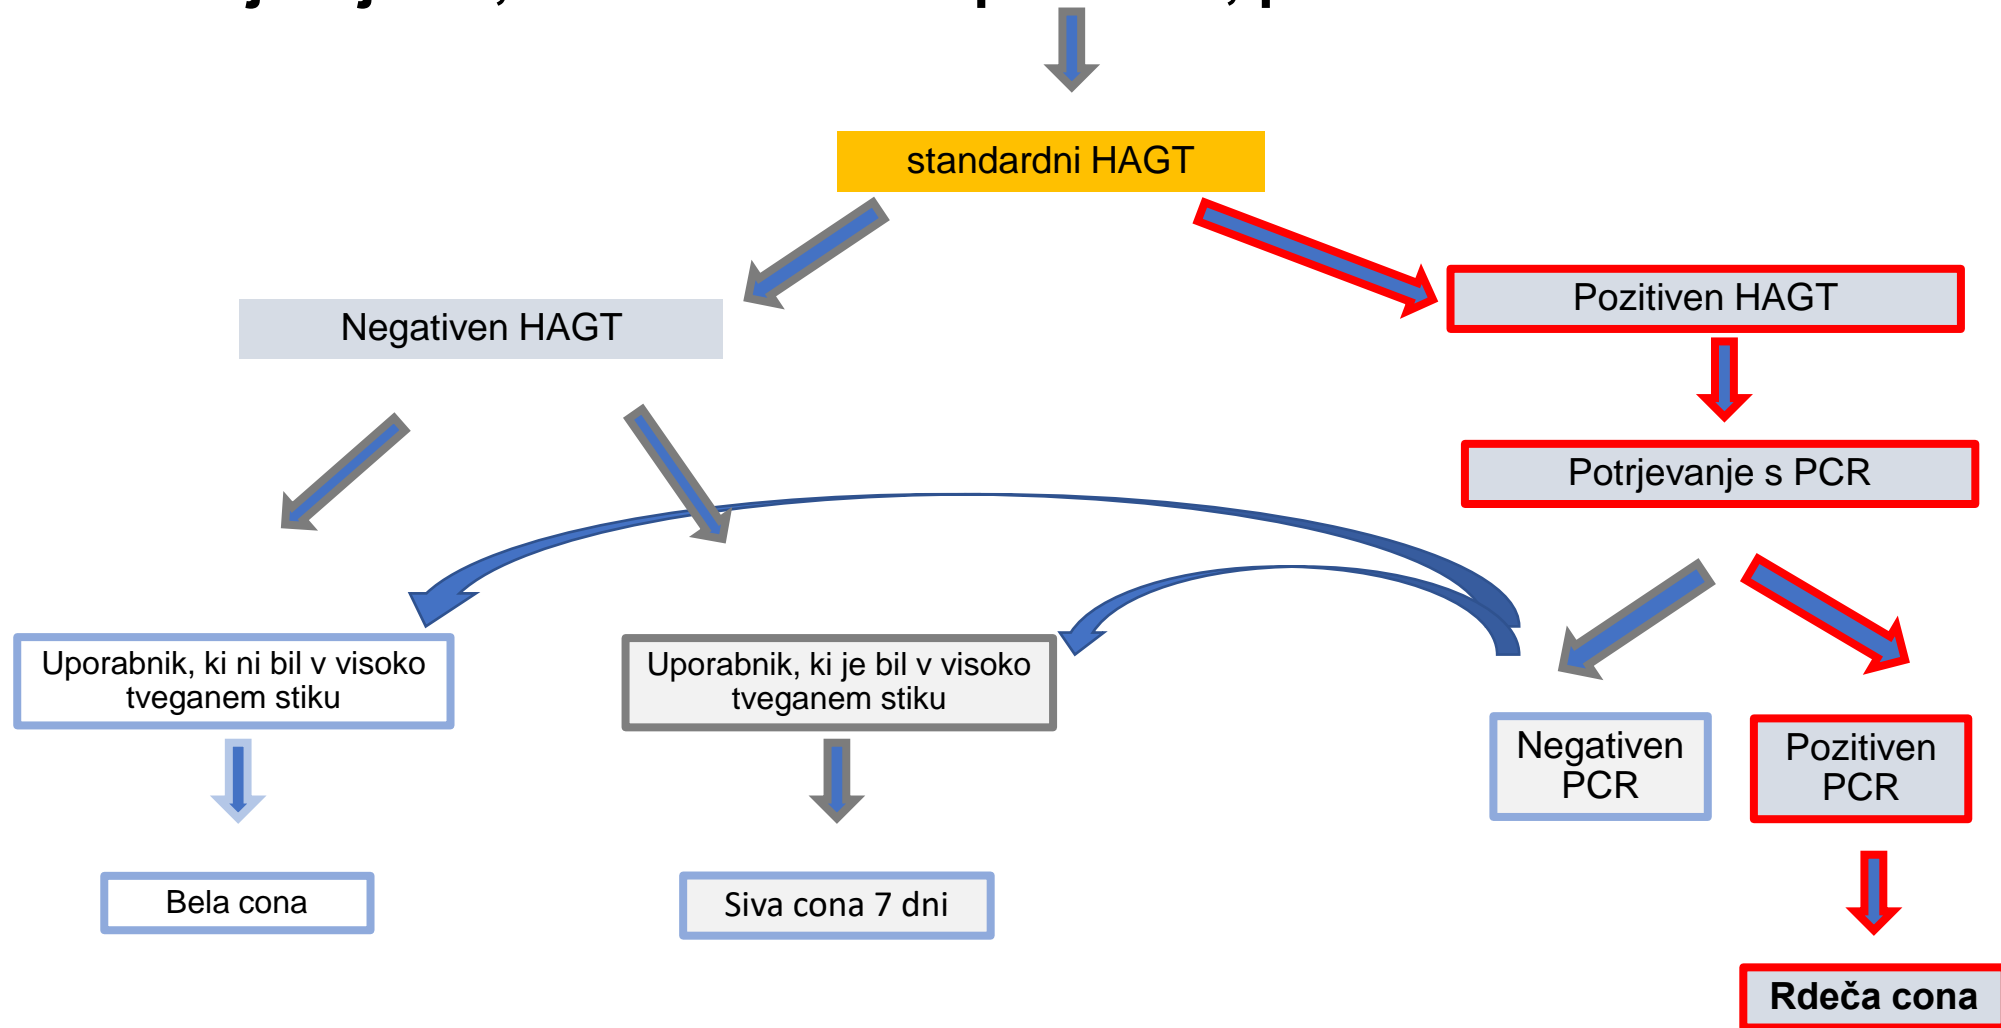 standardni HAGT
Negativen HAGT
Pozitiven HAGT
Potrjevanje s PCR
Uporabnik, ki ni bil v visoko
tveganem stiku
Uporabnik, ki je bil v visoko
tveganem stiku
Negativen
PCR
Pozitiven
PCR
Bela cona
Siva cona 7 dni
Rdeča cona